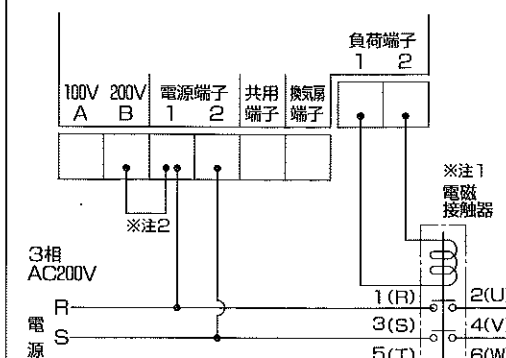 負荷端子
1 2
100V 200V 電源端子 共用 換気扇
A B 1 2 端子 端子
※注1
電磁
接触器
※注2
3相
AC200V
1(R) 2(U)
R
3(S) 4(V)
S
電源
5(T) 6(W)